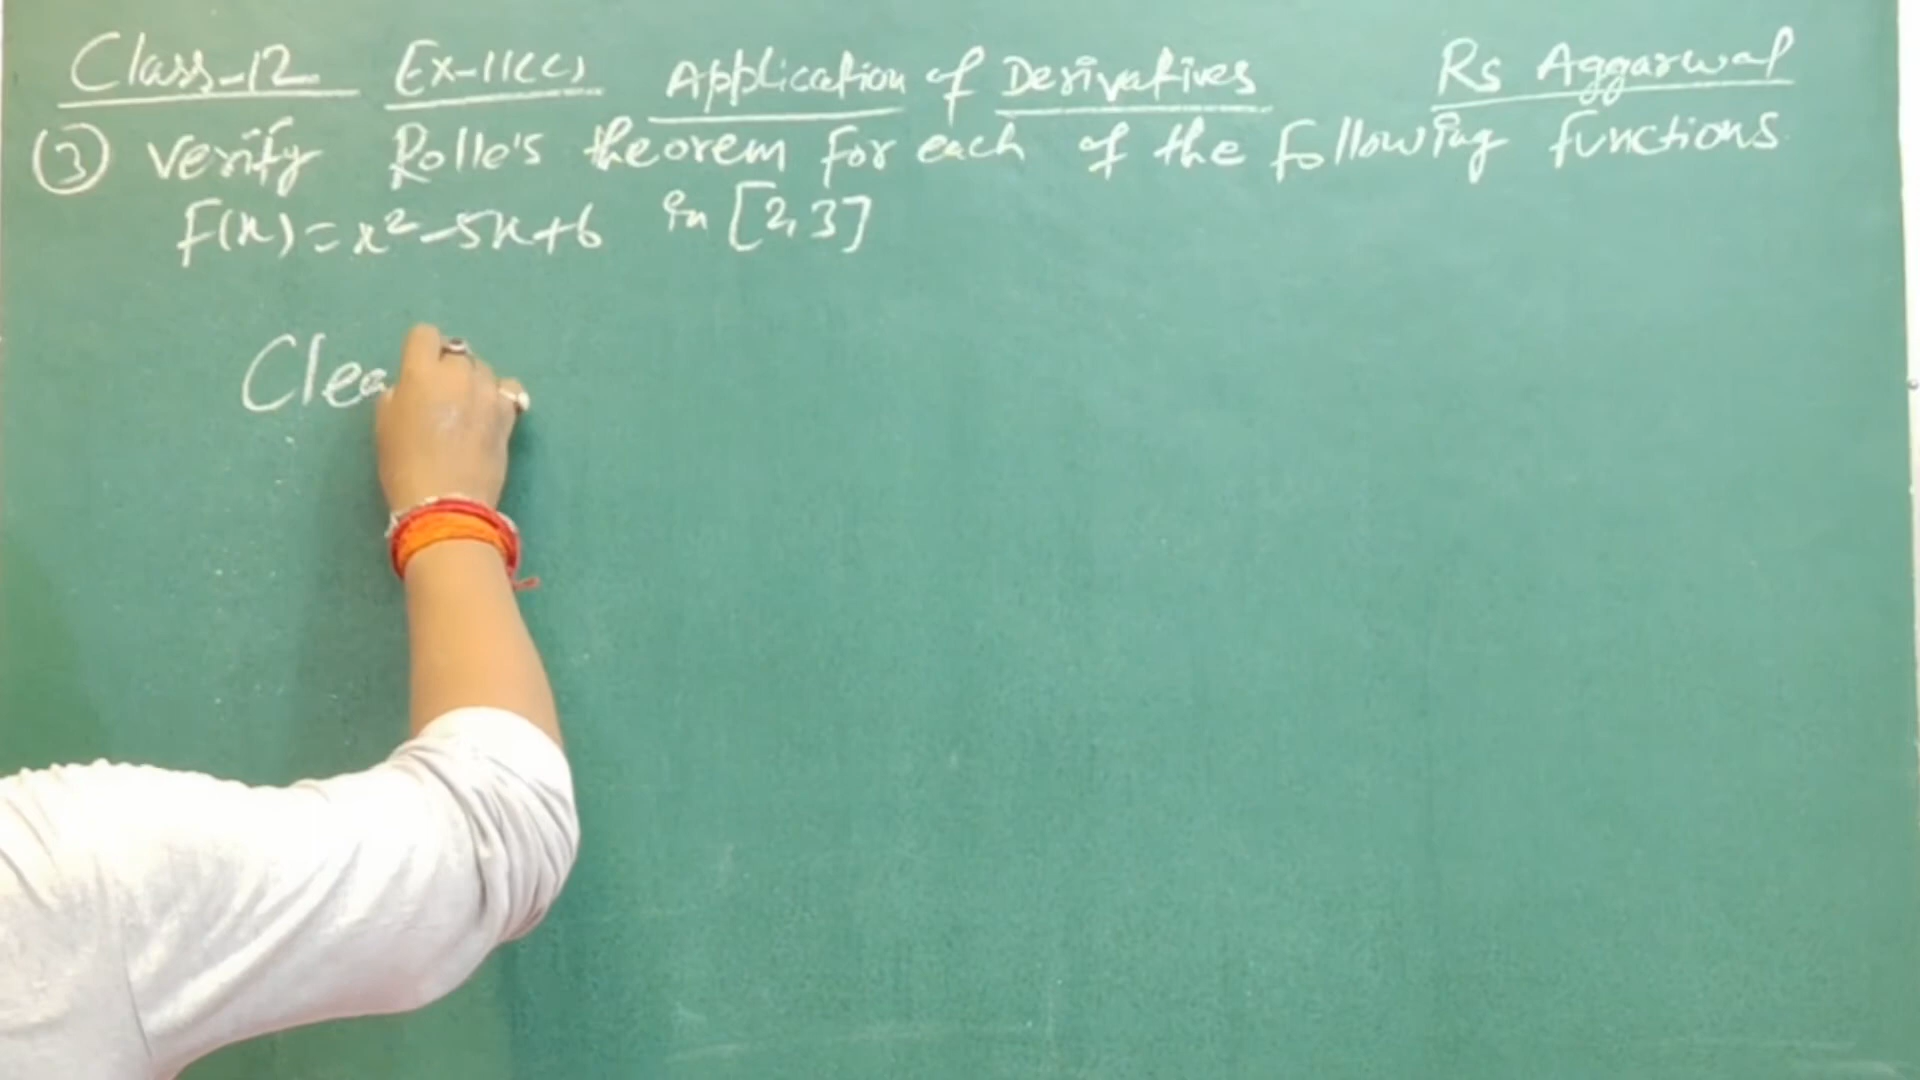 Class-12 Ex-11(C) Application of Derivatives Rs Aggarwal
③ Verify Rolle's theorem for each of the following functions
F(x)=x²-5x+6 in [2,3]
Clea